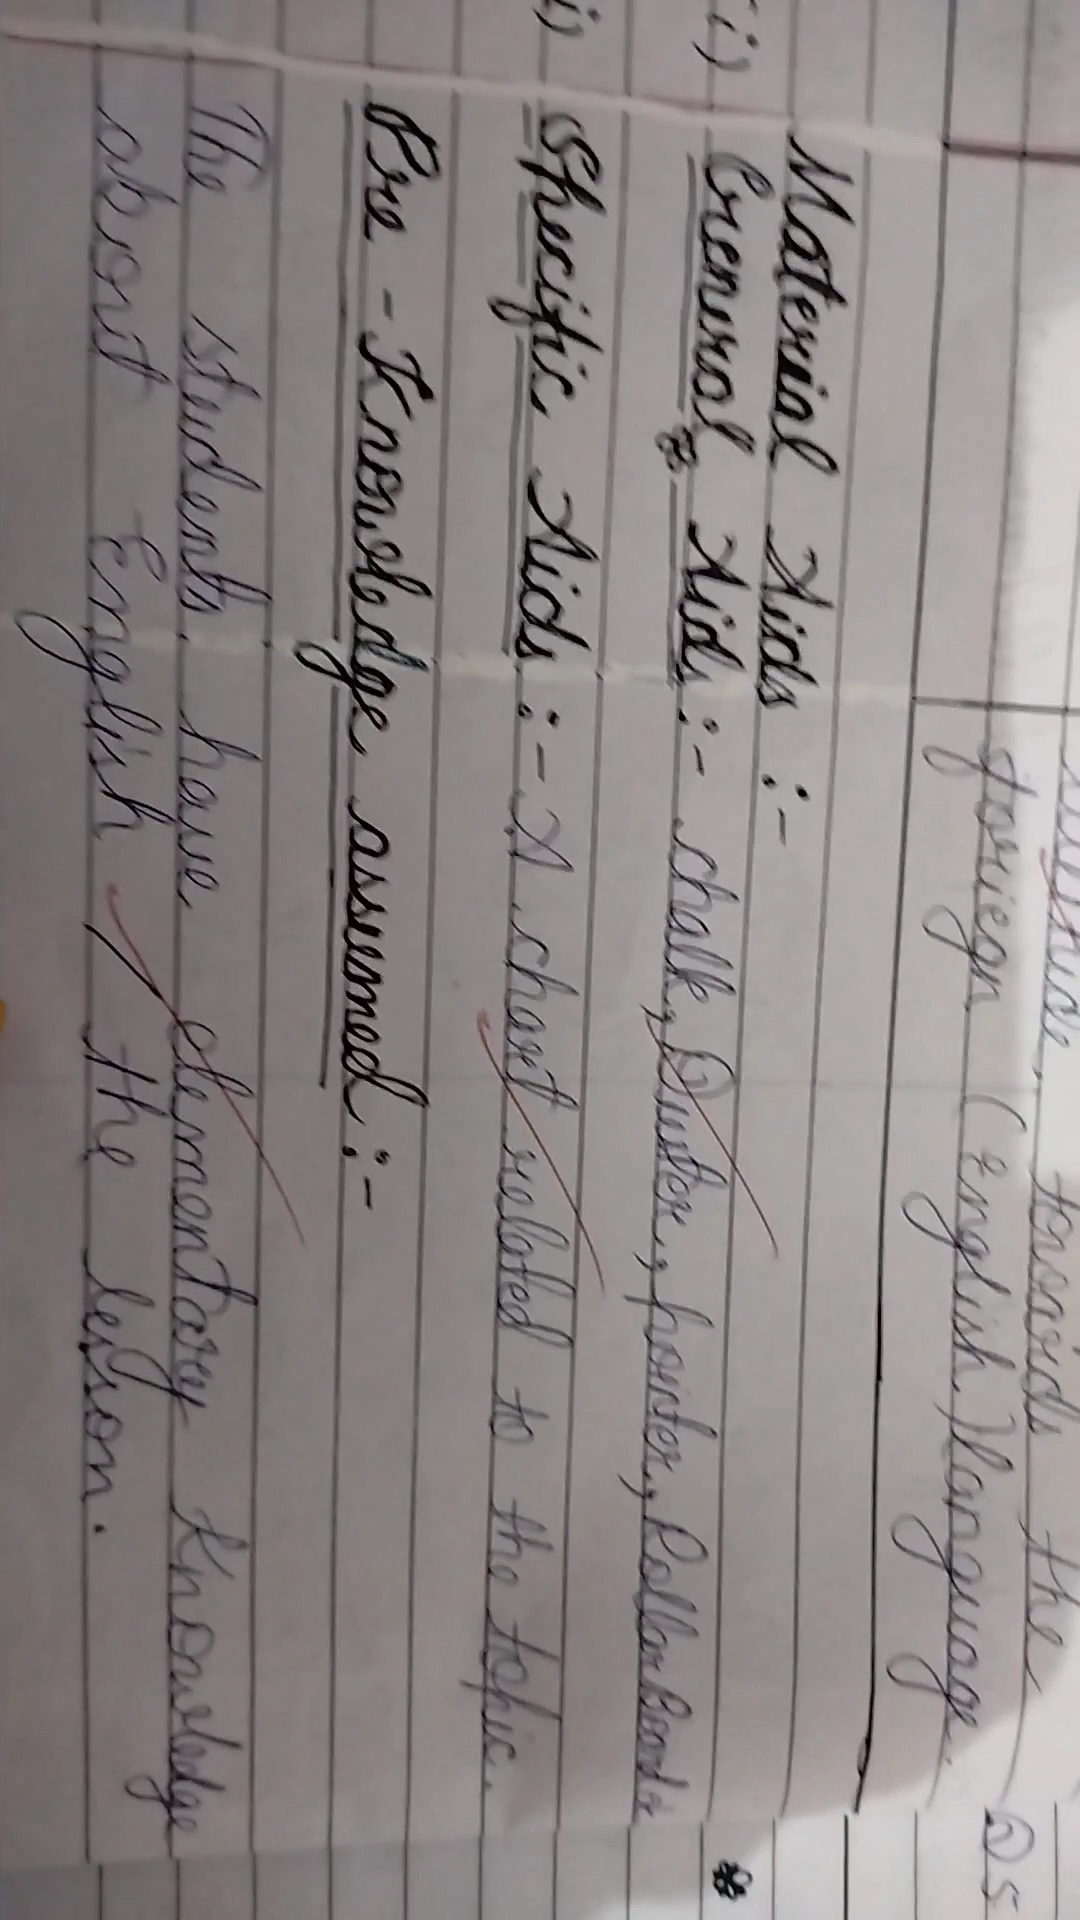 towards the
foriegn (English) language.
Material Aids :-
i) General Aids :- chalk, Duster, pointer, Roller Board
i) Specific Aids :- A chart related to the topic.
Pre - Knowledge assumed :-
The students have elementary Knowledge
about English the lesson.